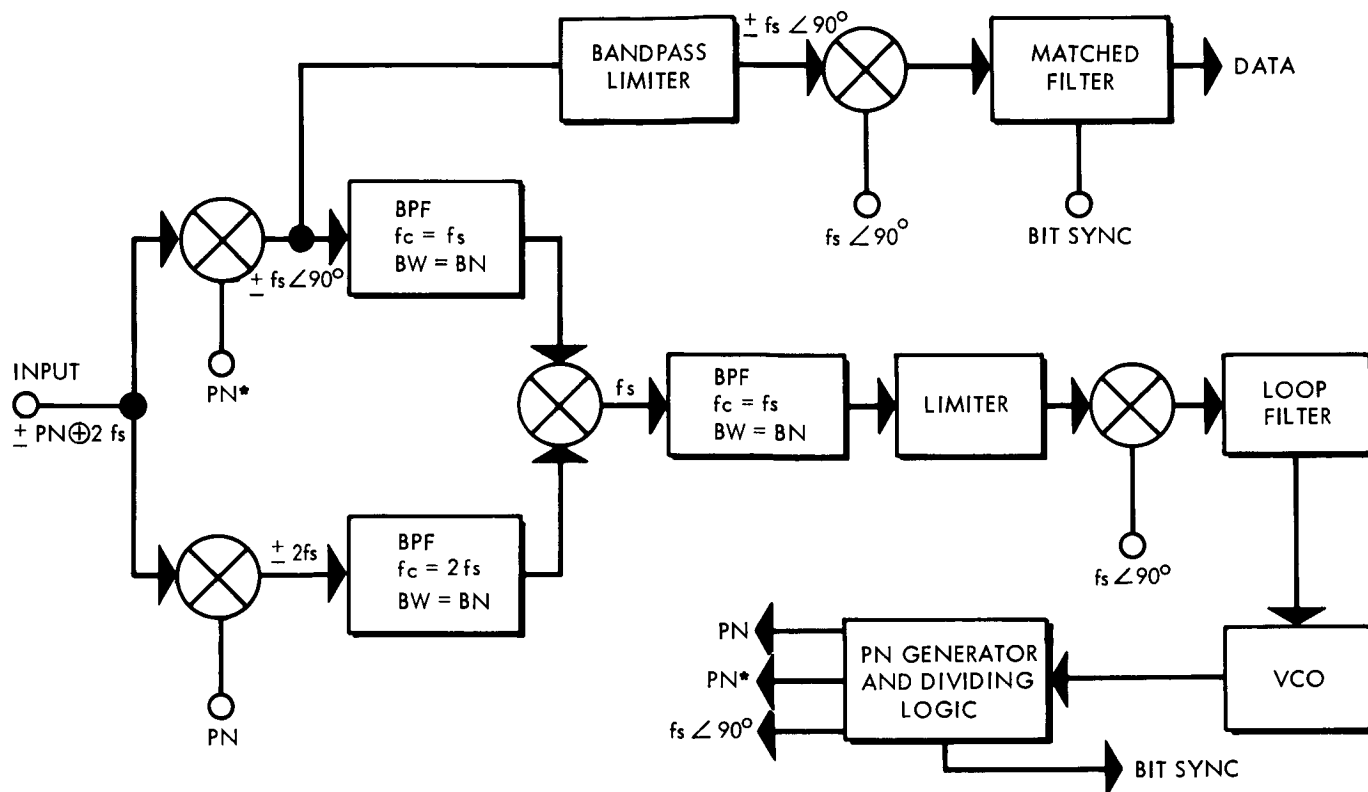 ± fs ∠90°
BANDPASS
LIMITER
MATCHED
FILTER
DATA
fs ∠90°
BIT SYNC
BPF
fc = fs
BW = BN
± fs ∠90°
PN*
INPUT
± PN⊕2 fs
fs
BPF
fc = fs
BW = BN
LIMITER
LOOP
FILTER
± 2fs
BPF
fc = 2fs
BW = BN
fs ∠90°
PN
PN
PN*
fs ∠90°
PN GENERATOR
AND DIVIDING
LOGIC
VCO
BIT SYNC